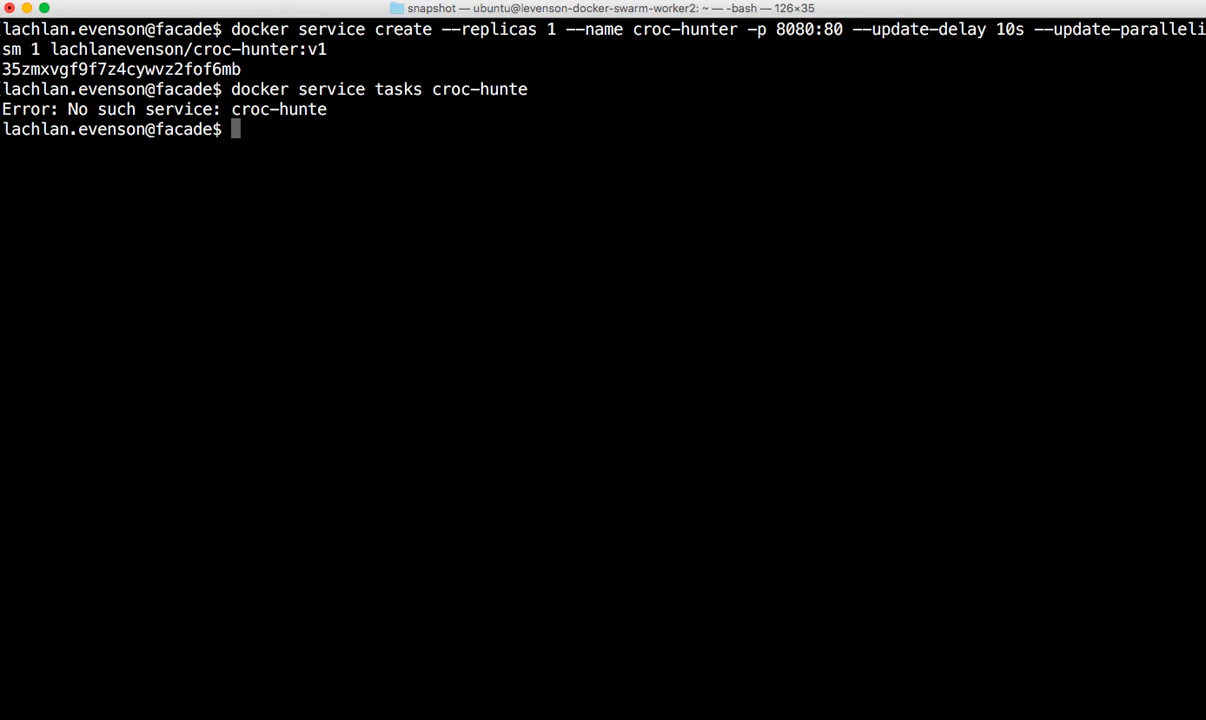 snapshot — ubuntu@levenson-docker-swarm-worker2: ~ — -bash — 126×35
[lachlan.evenson@facade$ docker service create --replicas 1 --name croc-hunter -p 8080:80 --update-delay 10s --update-paralleli
sm 1 lachlanevenson/croc-hunter:v1
35zmxvgf9f7z4cywvz2fof6mb
[lachlan.evenson@facade$ docker service tasks croc-hunte
Error: No such service: croc-hunte
lachlan.evenson@facade$